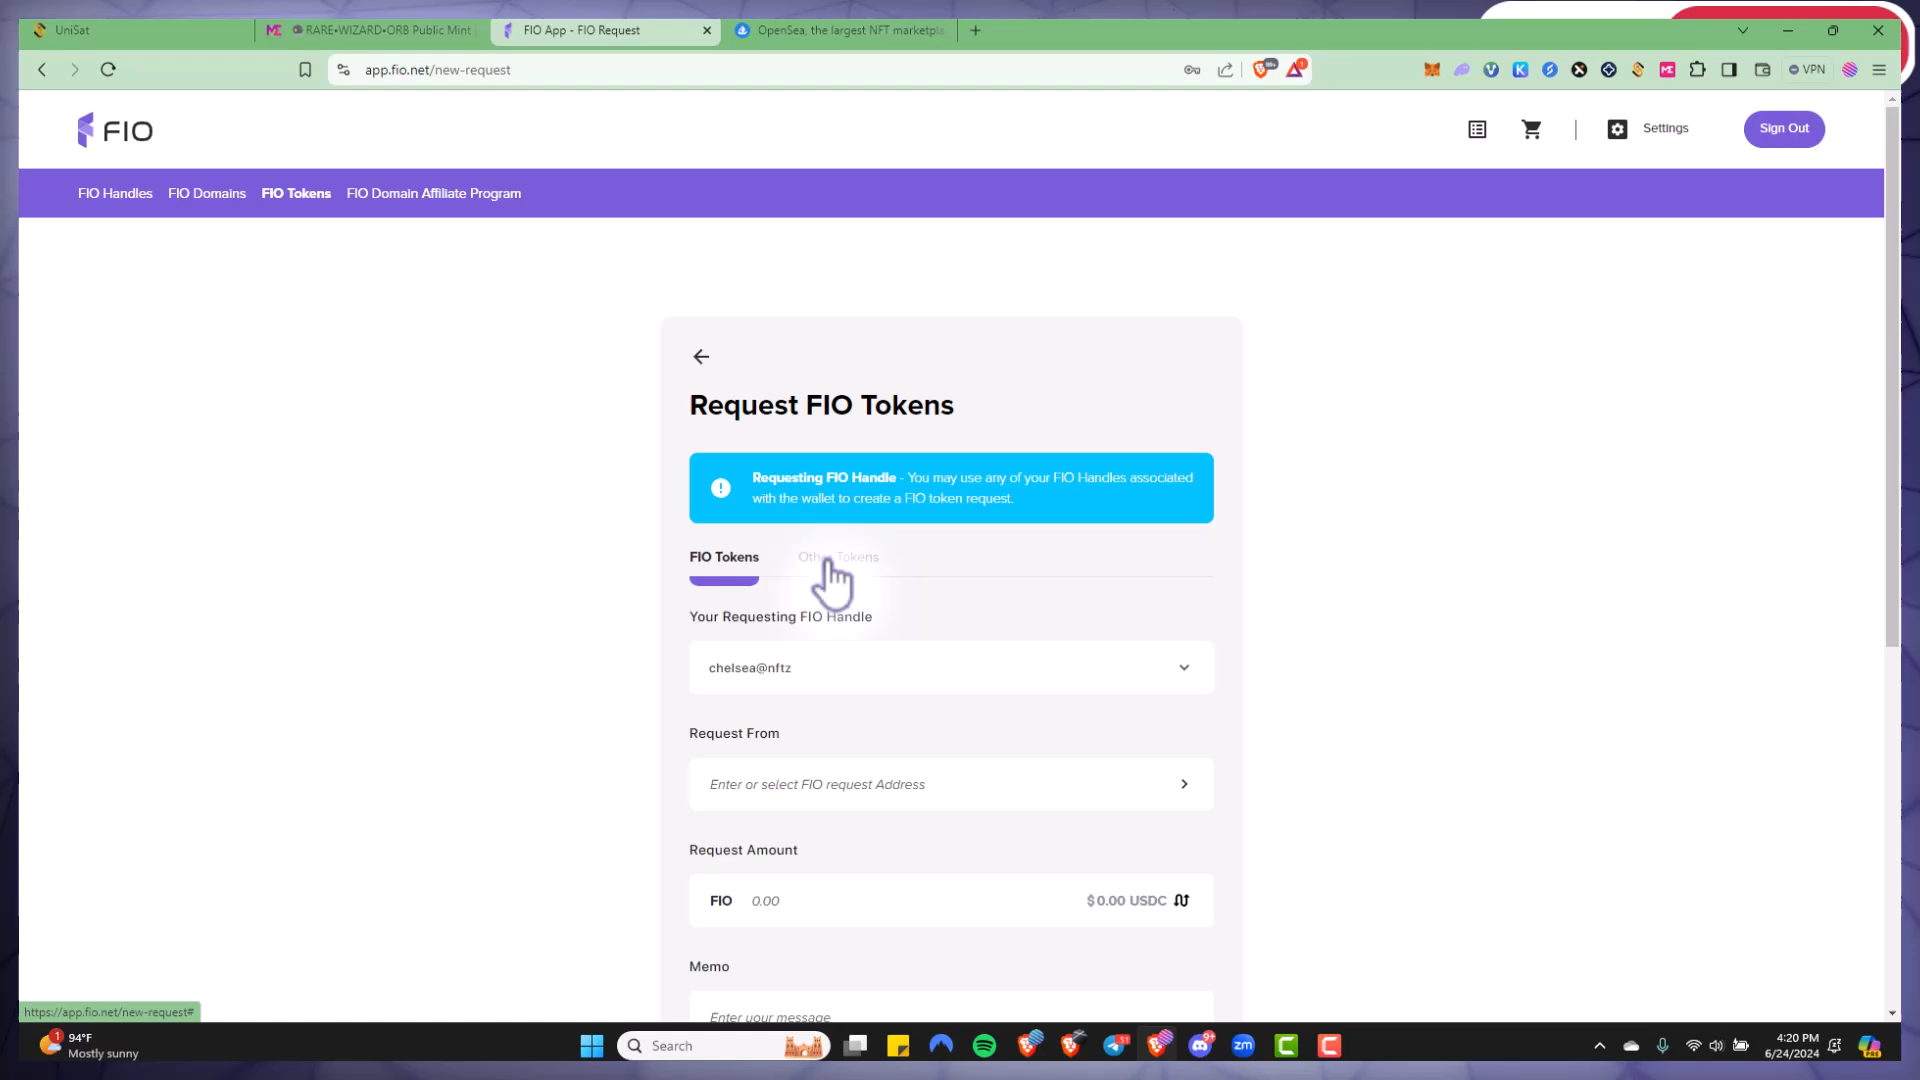 UniSat
RARE•WIZARD•ORB Public Mint
FIO App - FIO Request
OpenSea, the largest NFT marketpla
app.fio.net/new-request
VPN
FIO
Settings
Sign Out
FIO Handles
FIO Domains
FIO Tokens
FIO Domain Affiliate Program
Request FIO Tokens
Requesting FIO Handle - You may use any of your FIO Handles associated
with the wallet to create a FIO token request.
FIO Tokens
Other Tokens
Your Requesting FIO Handle
chelsea@nftz
Request From
Enter or select FIO request Address
Request Amount
FIO 0.00
$0.00 USDC
Memo
Enter your message
https://app.fio.net/new-request#
94°F
Mostly sunny
Search
zm
4:20 PM
6/24/2024